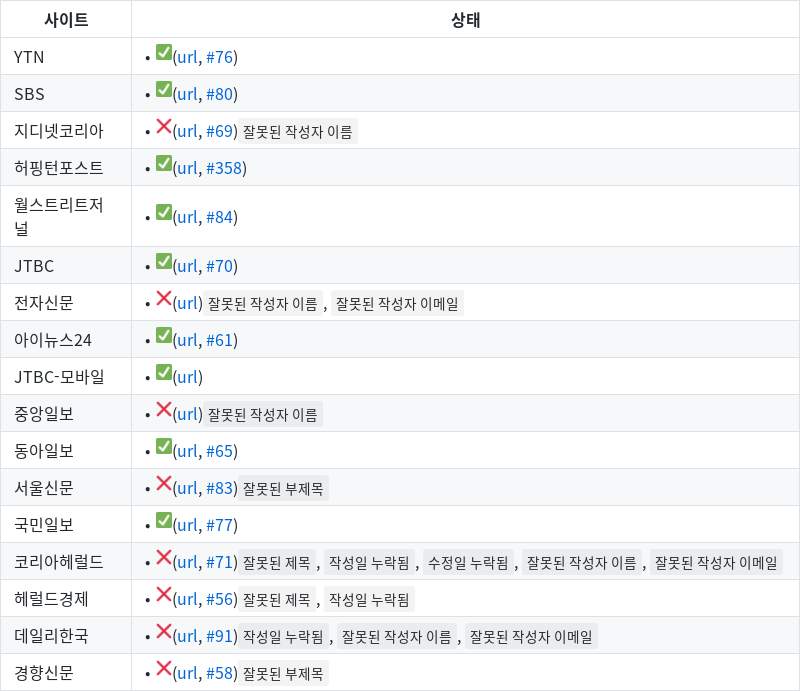 사이트 상태
YTN • ✅(url, #76)
SBS • ✅(url, #80)
지디넷코리아 • ❌(url, #69) 잘못된 작성자 이름
허핑턴포스트 • ✅(url, #358)
월스트리트저
널 • ✅(url, #84)
JTBC • ✅(url, #70)
전자신문 • ❌(url) 잘못된 작성자 이름 , 잘못된 작성자 이메일
아이뉴스24 • ✅(url, #61)
JTBC-모바일 • ✅(url)
중앙일보 • ❌(url) 잘못된 작성자 이름
동아일보 • ✅(url, #65)
서울신문 • ❌(url, #83) 잘못된 부제목
국민일보 • ✅(url, #77)
코리아헤럴드 • ❌(url, #71) 잘못된 제목 , 작성일 누락됨 , 수정일 누락됨 , 잘못된 작성자 이름 , 잘못된 작성자 이메일
헤럴드경제 • ❌(url, #56) 잘못된 제목 , 작성일 누락됨
데일리한국 • ❌(url, #91) 작성일 누락됨 , 잘못된 작성자 이름 , 잘못된 작성자 이메일
경향신문 • ❌(url, #58) 잘못된 부제목